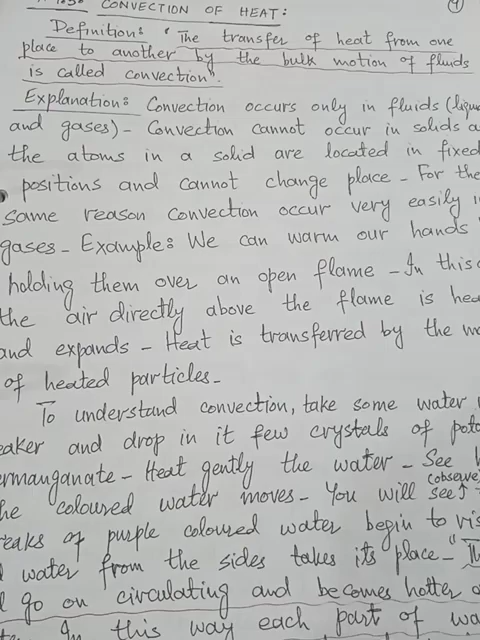 CONVECTION OF HEAT:
Definition: "The transfer of heat from one
place to another by the bulk motion of fluids
is called convection".
Explanation: Convection occurs only in fluids (liqu
and gases) - Convection cannot occur in solids a
the atoms in a solid are located in fixed
positions and cannot change place - For the
same reason convection occur very easily i
gases - Example: We can warm our hands
holding them over an open flame - In this
the air directly above the flame is hea
and expands - Heat is transferred by the mo
of heated particles -
To understand convection, take some water
eaker and drop in it few crystals of pota
ermanganate - Heat gently the water - See
he coloured water moves - You will see (observe)
reaks of purple coloured water begin to ris
water from the sides takes its place - "
go on circulating and becomes hotter
In this way each part of wa